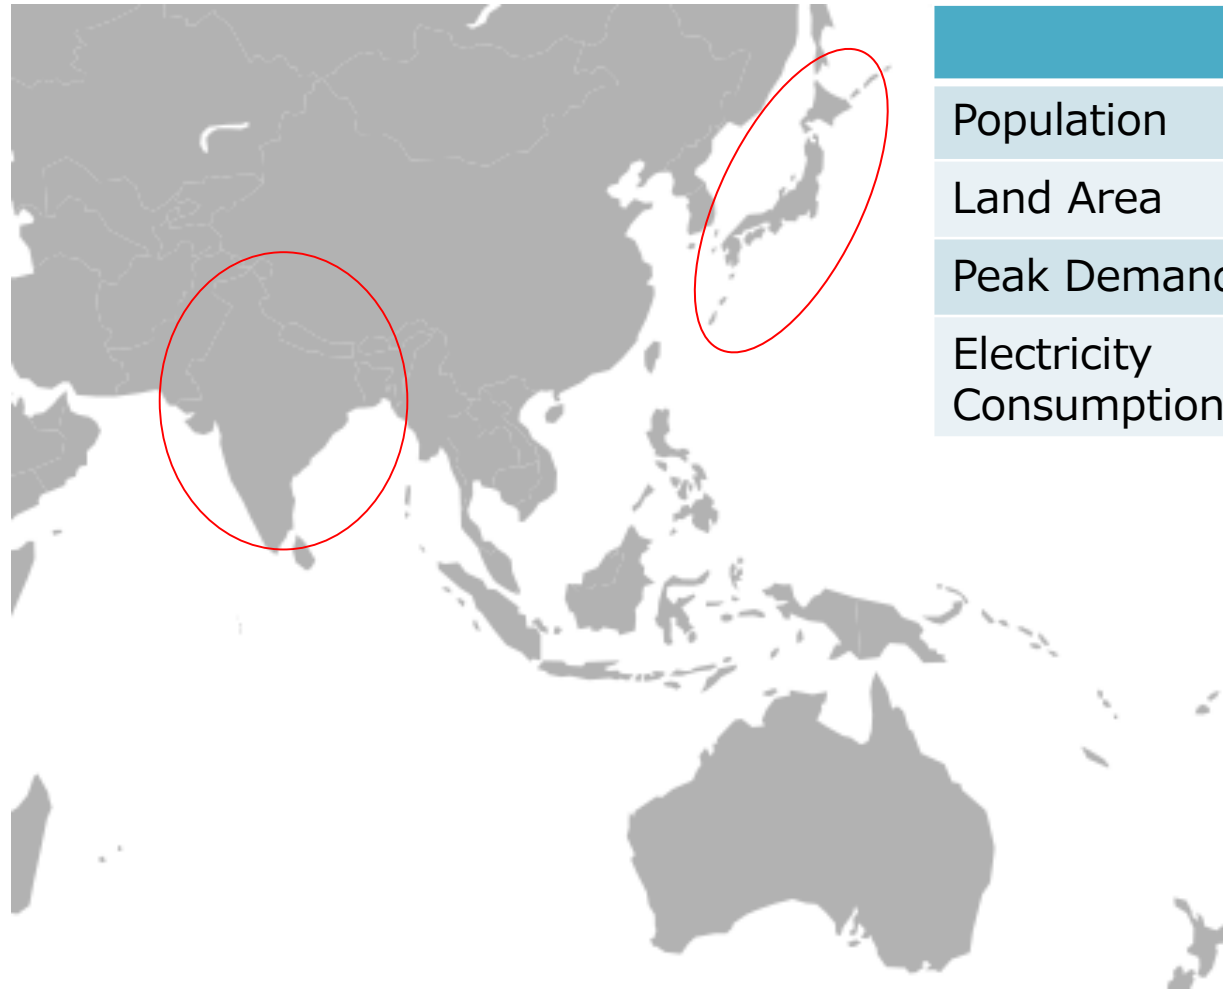 Population
Land Area
Peak Demand
Electricity
Consumption